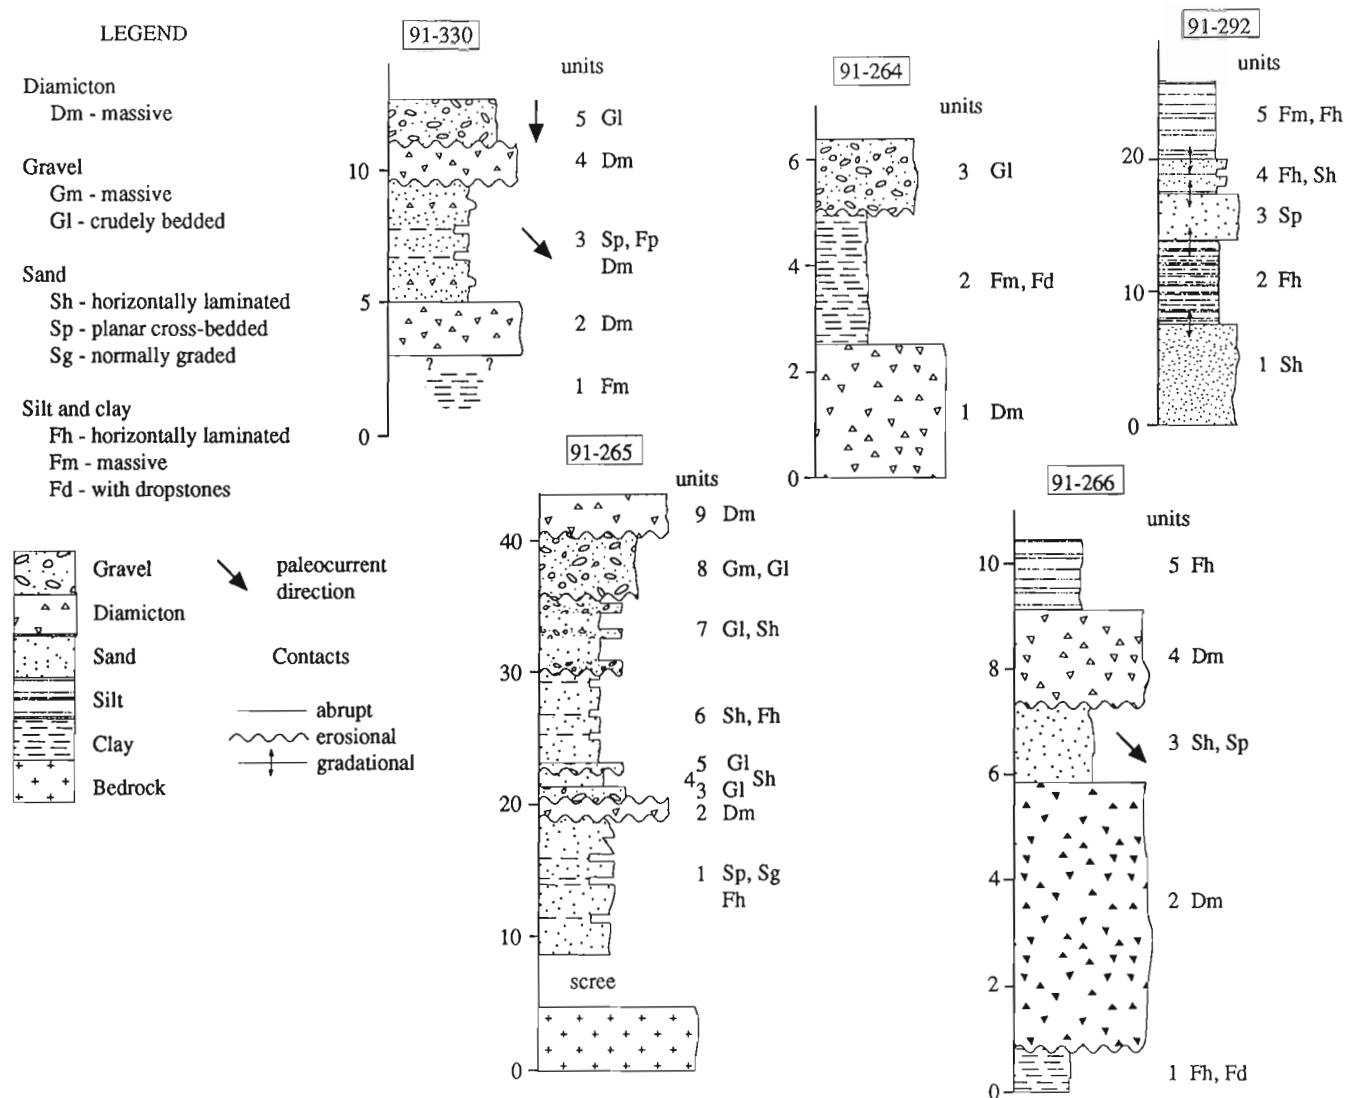 LEGEND
Diamicton
Dm - massive
Gravel
Gm - massive
Gl - crudely bedded
Sand
Sh - horizontally laminated
Sp - planar cross-bedded
Sg - normally graded
Silt and clay
Fh - horizontally laminated
Fm - massive
Fd - with dropstones
Gravel
Diamicton
Sand
Silt
Clay
Bedrock
paleocurrent
direction
Contacts
abrupt
erosional
gradational
91-330
units
5 Gl
4 Dm
3 Sp, Fp
Dm
2 Dm
1 Fm
10
5
0
? ?
91-264
units
3 Gl
2 Fm, Fd
1 Dm
6
4
2
0
91-292
units
5 Fm, Fh
4 Fh, Sh
3 Sp
2 Fh
1 Sh
20
10
0
91-265
units
9 Dm
8 Gm, Gl
7 Gl, Sh
6 Sh, Fh
5 Gl
4 Sh
3 Gl
2 Dm
1 Sp, Sg
Fh
40
30
20
10
0
scree
91-266
units
5 Fh
4 Dm
3 Sh, Sp
2 Dm
1 Fh, Fd
10
8
6
4
2
0